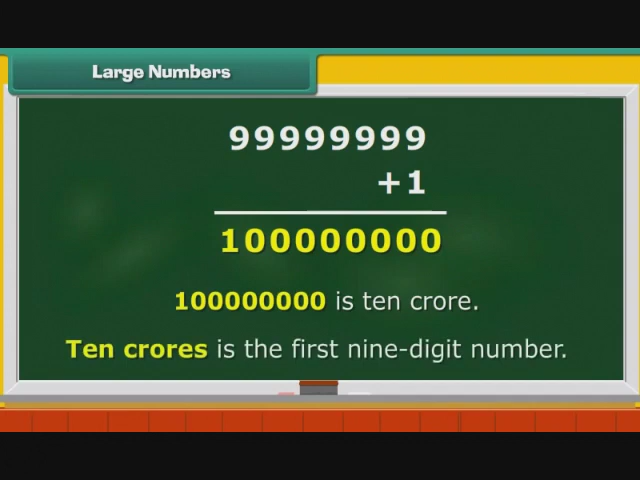 Large Numbers
99999999
+1
100000000
100000000 is ten crore.
Ten crores is the first nine-digit number.